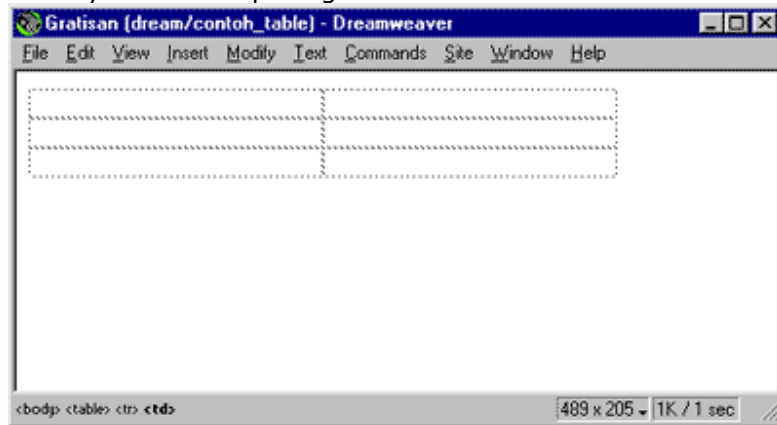 Gratisan (dream/contoh_table) - Dreamweaver
File Edit View Insert Modify Text Commands Site Window Help
<body> <table> <tr> <td> 489 x 205 1K / 1 sec